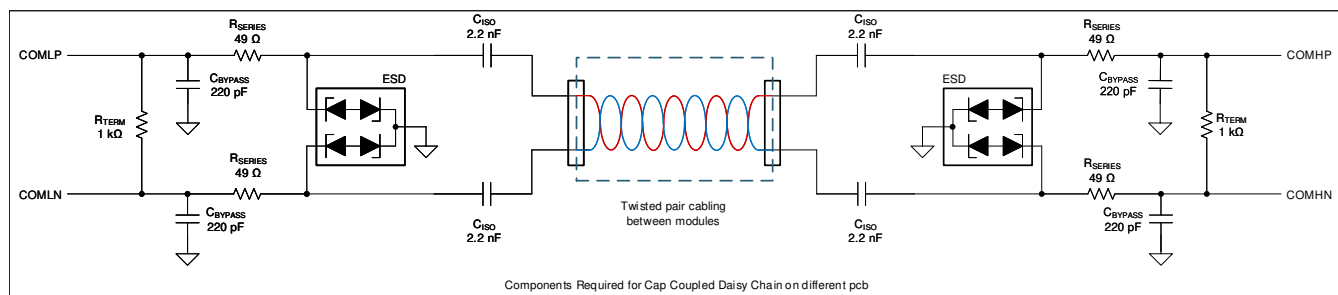 COMLP
RTERM
1 kΩ
CBYPASS
220 pF
RSERIES
49 Ω
ESD
CISO
2.2 nF
COMLN
CBYPASS
220 pF
RSERIES
49 Ω
CISO
2.2 nF
Twisted pair cabling
between modules
CISO
2.2 nF
ESD
RSERIES
49 Ω
CBYPASS
220 pF
RTERM
1 kΩ
COMHP
CISO
2.2 nF
RSERIES
49 Ω
CBYPASS
220 pF
COMHN
Components Required for Cap Coupled Daisy Chain on different pcb